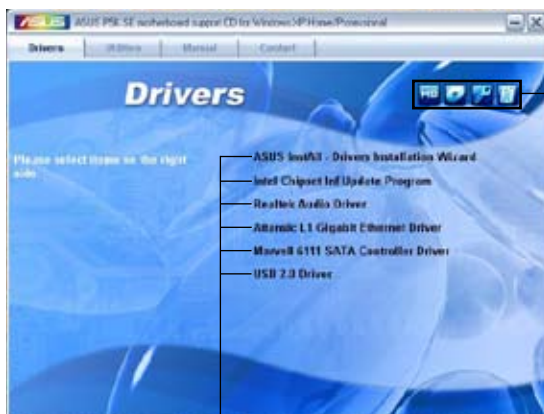 ASUS ASUS P5K SE motherboard support CD for Windows XP Home/Professional
Drivers Utilities Manual Contact
Drivers
Please select items on the right side.
ASUS InstAll - Drivers Installation Wizard
Intel Chipset Inf Update Program
Realtek Audio Driver
Attansic L1 Gigabit Ethernet Driver
Marvell 6111 SATA Controller Driver
USB 2.0 Driver